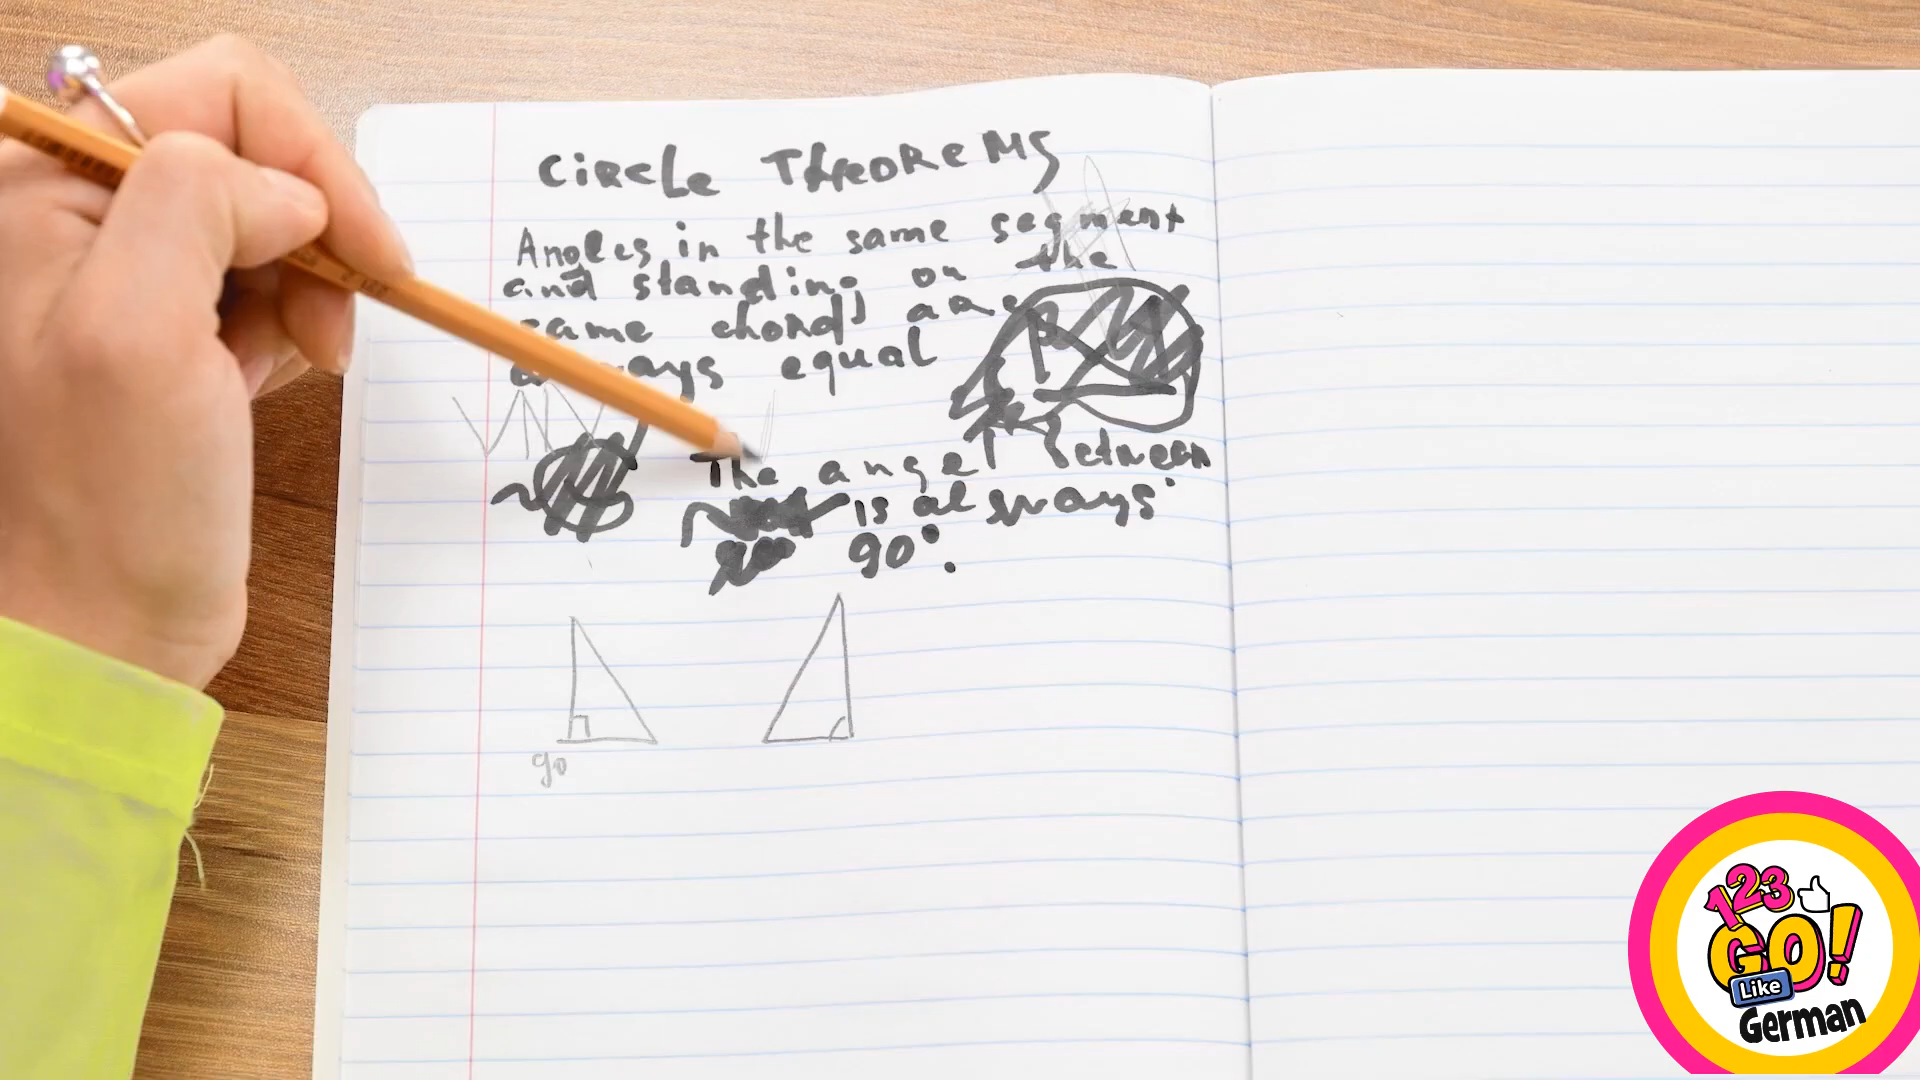 CIRCLE THEOREMS
Angles in the same segment
and standing on the
same chord) are
always equal
The angel between
is always
90°.
90
123
GO!
Like
German